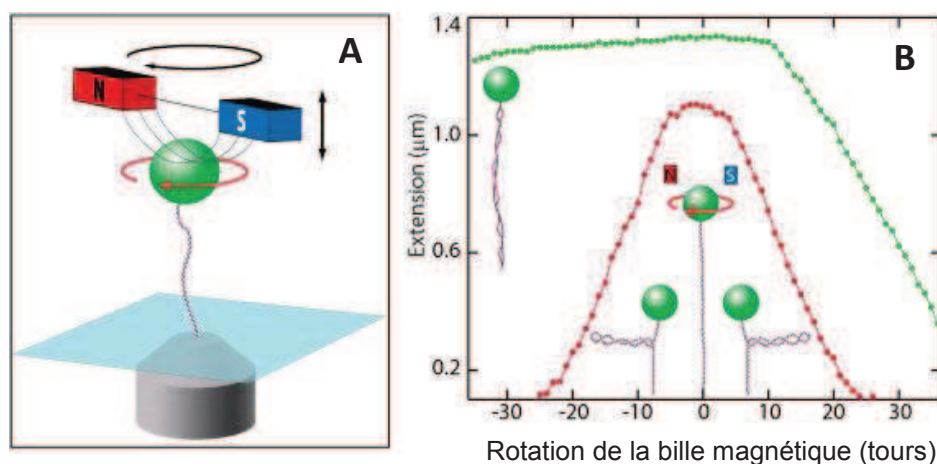 A
N
S
B
Extension (µm)
1.4
1.0
0.6
0.2
N S
-30 -20 -10 0 10 20 30
Rotation de la bille magnétique (tours)